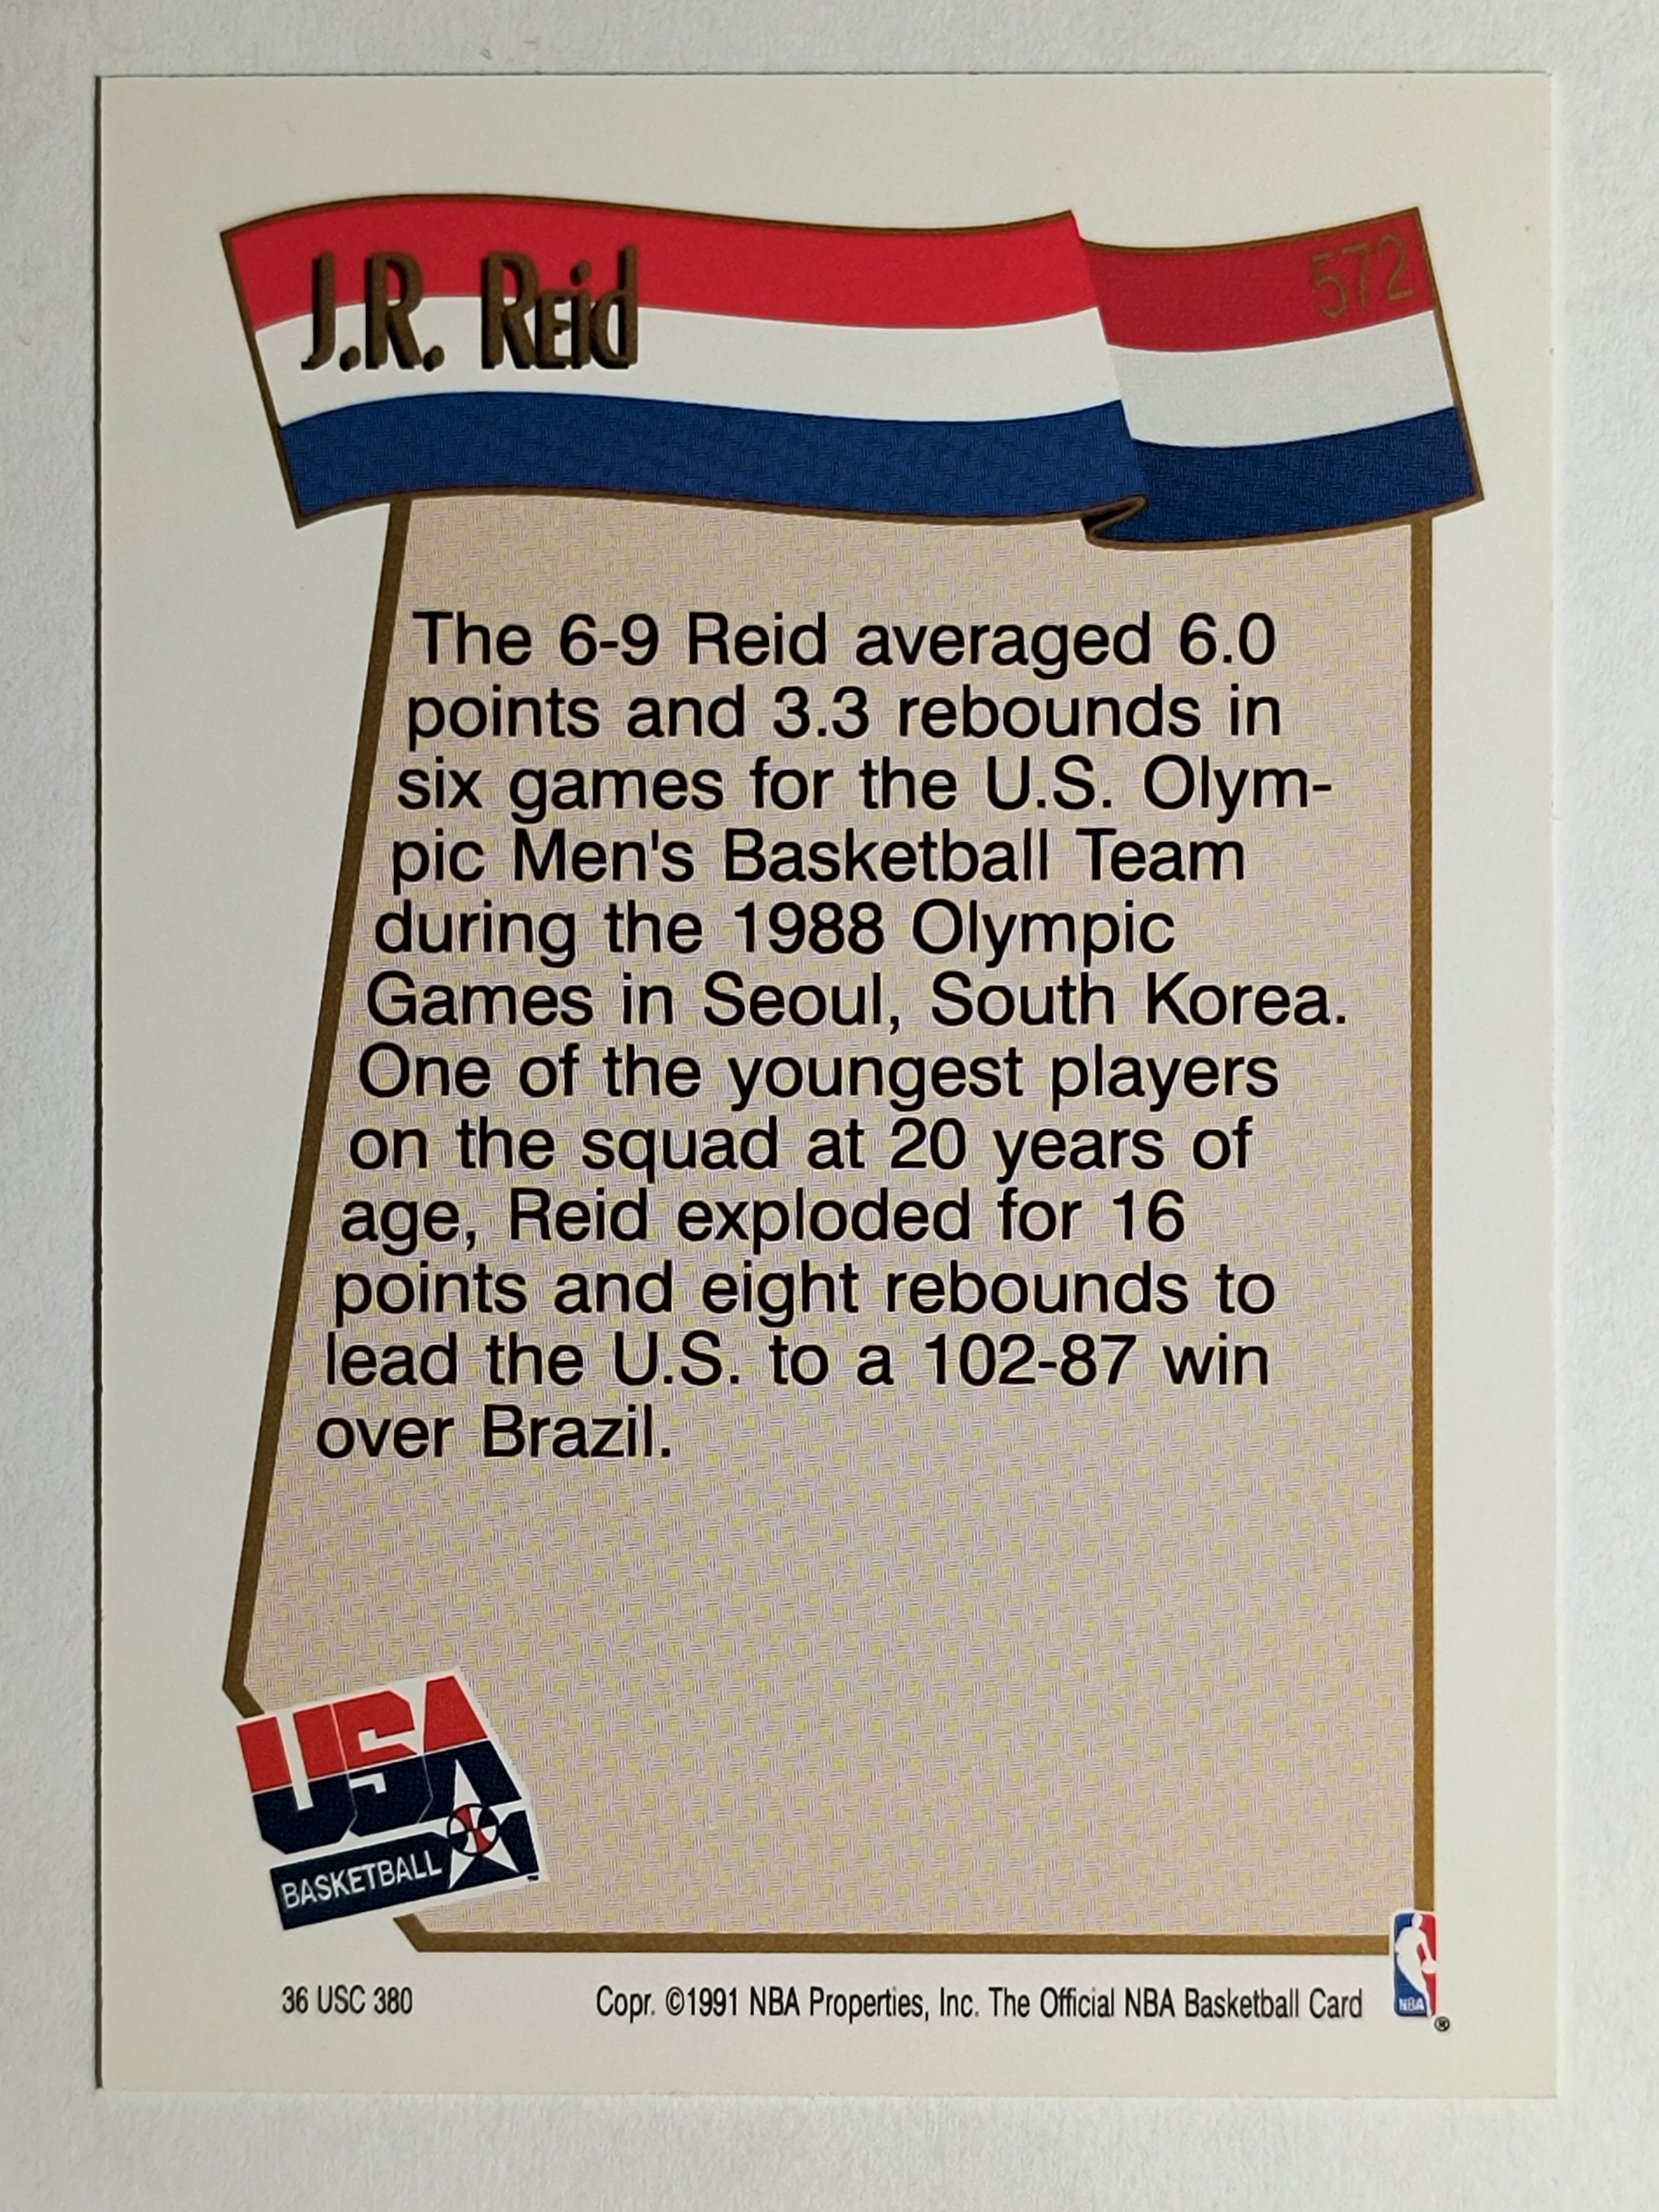 J.R. Reid
572
The 6-9 Reid averaged 6.0
points and 3.3 rebounds in
six games for the U.S. Olym-
pic Men's Basketball Team
during the 1988 Olympic
Games in Seoul, South Korea.
One of the youngest players
on the squad at 20 years of
age, Reid exploded for 16
points and eight rebounds to
lead the U.S. to a 102-87 win
over Brazil.
USA
BASKETBALL
NBA
®
36 USC 380
Copr. ©1991 NBA Properties, Inc. The Official NBA Basketball Card